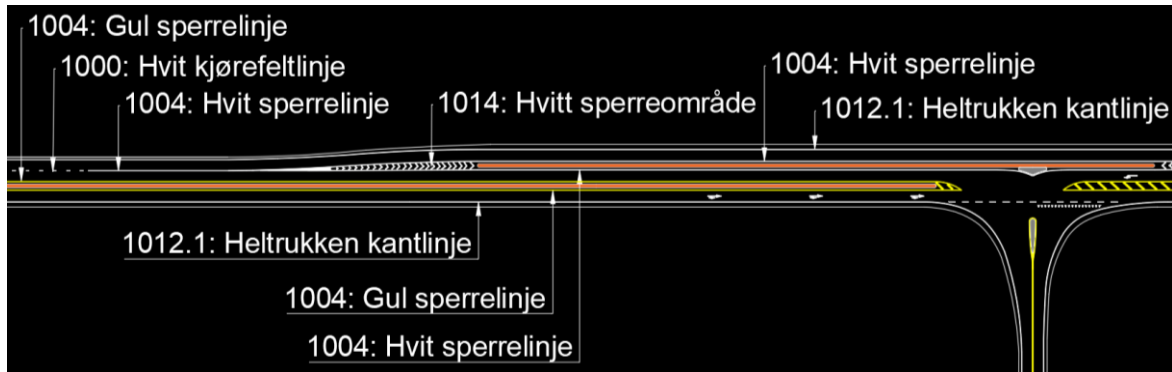 1004: Gul sperrelinje
1000: Hvit kjørefeltlinje
1004: Hvit sperrelinje
1014: Hvitt sperreområde
1004: Hvit sperrelinje
1012.1: Heltrukken kantlinje
1012.1: Heltrukken kantlinje
1004: Gul sperrelinje
1004: Hvit sperrelinje